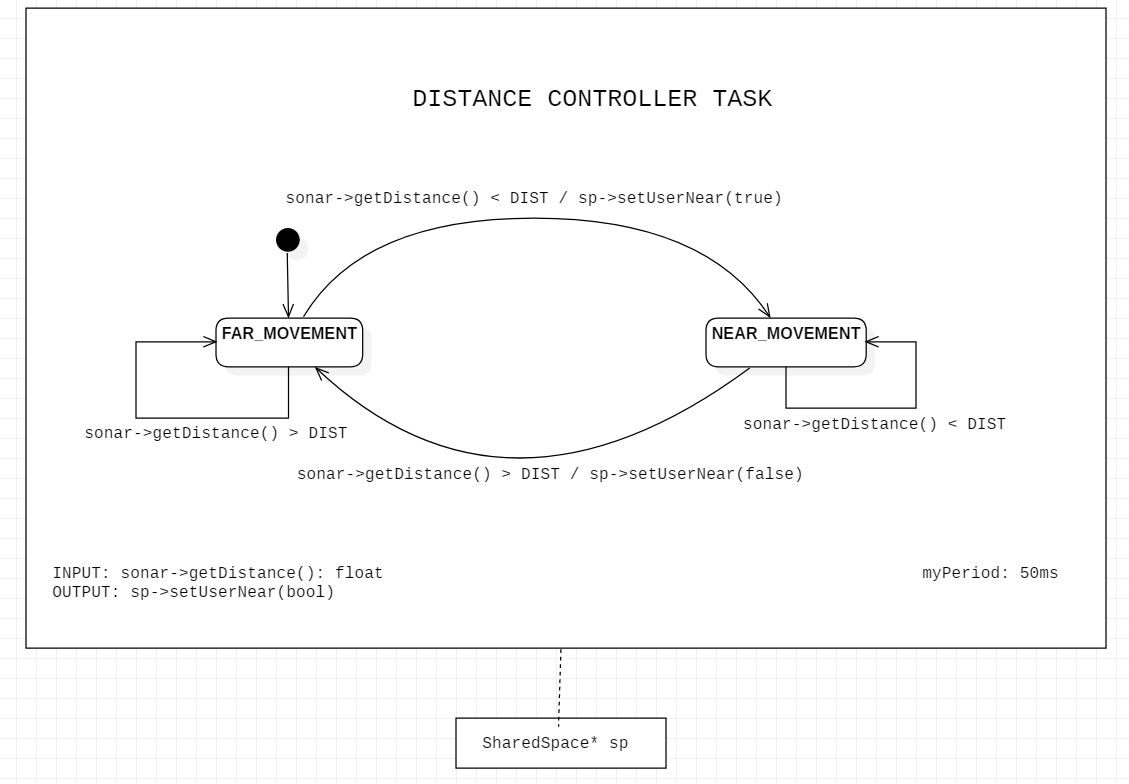 DISTANCE CONTROLLER TASK
sonar->getDistance() < DIST / sp->setUserNear(true)
FAR_MOVEMENT
NEAR_MOVEMENT
sonar->getDistance() > DIST
sonar->getDistance() < DIST
sonar->getDistance() > DIST / sp->setUserNear(false)
INPUT: sonar->getDistance(): float
OUTPUT: sp->setUserNear(bool)
myPeriod: 50ms
SharedSpace* sp